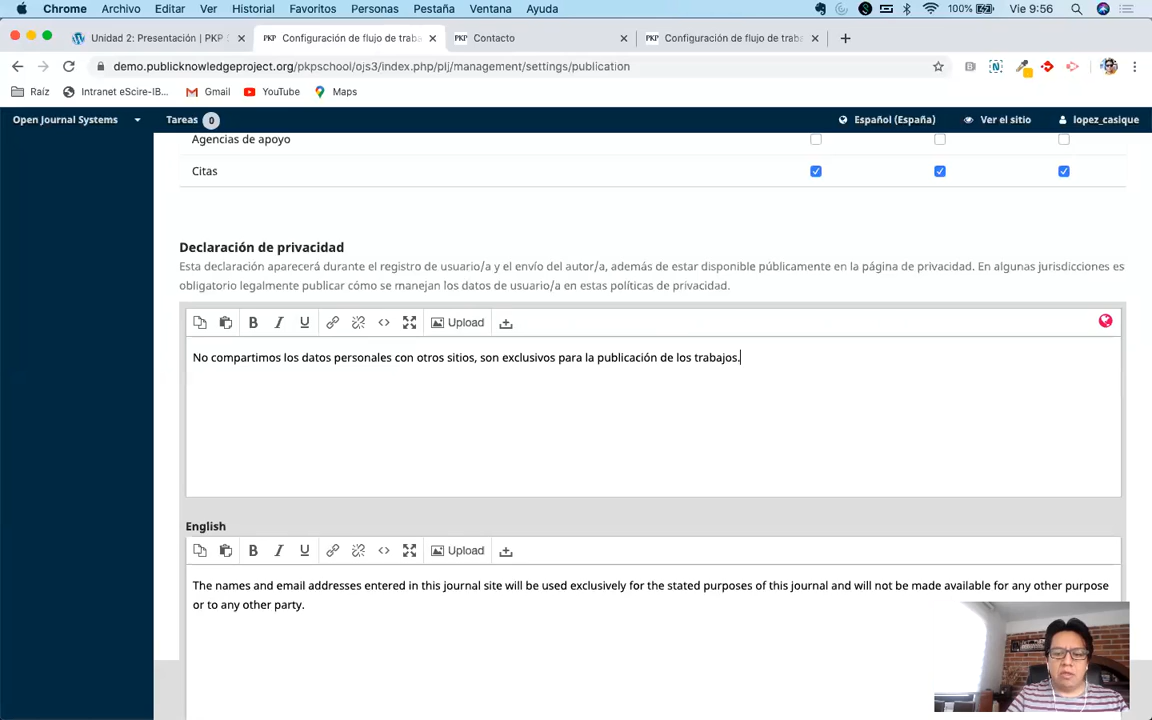 Chrome Archivo Editar Ver Historial Favoritos Personas Pestaña Ventana Ayuda 100% Vie 9:56
Unidad 2: Presentación | PKP Configuración de flujo de traba Contacto Configuración de flujo de traba
demo.publicknowledgeproject.org/pkpschool/ojs3/index.php/pij/management/settings/publication
Raíz Intranet eScire-IB... Gmail YouTube Maps
Open Journal Systems Tareas 0 Español (España) Ver el sitio lopez_casique
Agencias de apoyo
Citas
Declaración de privacidad
Esta declaración aparecerá durante el registro de usuario/a y el envío del autor/a, además de estar disponible públicamente en la página de privacidad. En algunas jurisdicciones es
obligatorio legalmente publicar cómo se manejan los datos de usuario/a en estas políticas de privacidad.
B I U Upload
No compartimos los datos personales con otros sitios, son exclusivos para la publicación de los trabajos.
English
B I U Upload
The names and email addresses entered in this journal site will be used exclusively for the stated purposes of this journal and will not be made available for any other purpose
or to any other party.